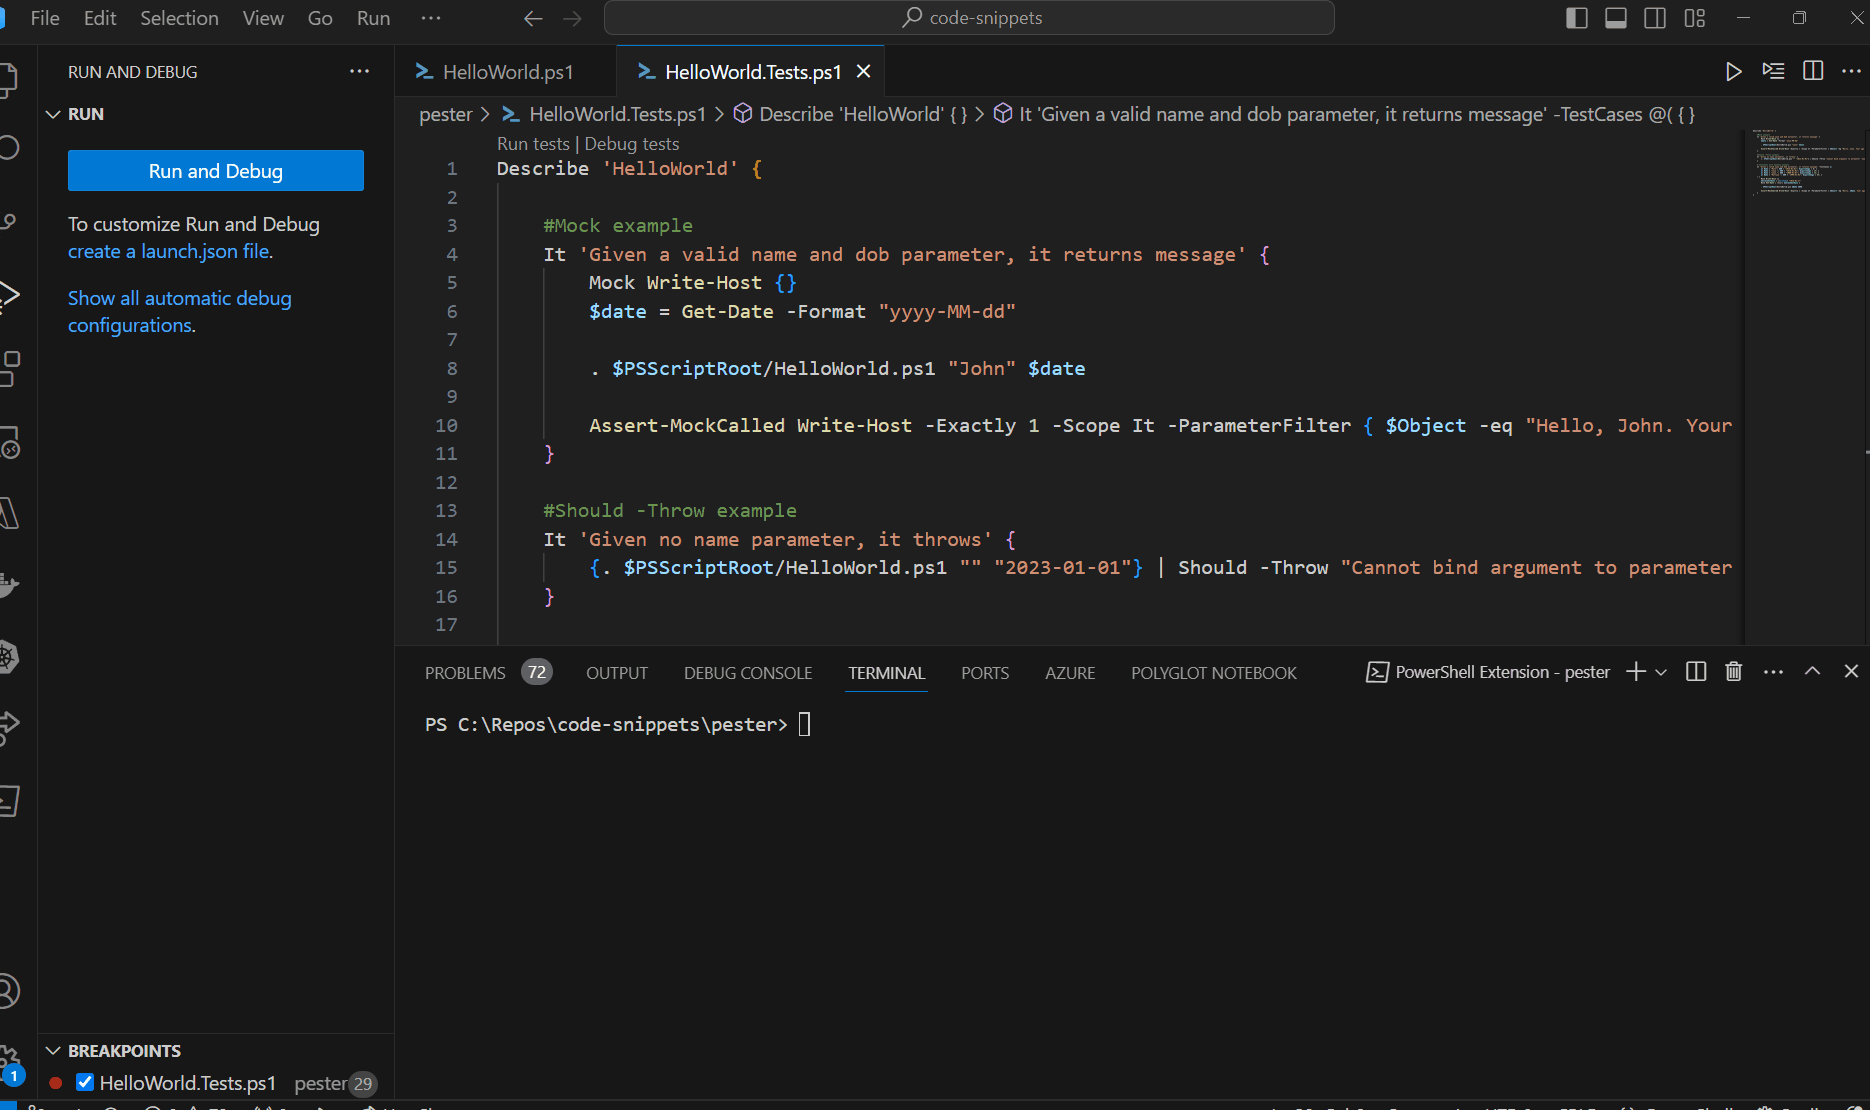 File Edit Selection View Go Run ···
code-snippets
RUN AND DEBUG ···
RUN
Run and Debug
To customize Run and Debug
create a launch.json file.
Show all automatic debug
configurations.
HelloWorld.ps1
HelloWorld.Tests.ps1
pester > HelloWorld.Tests.ps1 > Describe 'HelloWorld' { } > It 'Given a valid name and dob parameter, it returns message' -TestCases @( { }
Run tests | Debug tests
1 Describe 'HelloWorld' {
2
3 #Mock example
4 It 'Given a valid name and dob parameter, it returns message' {
5 Mock Write-Host {}
6 $date = Get-Date -Format "yyyy-MM-dd"
7
8 . $PSScriptRoot/HelloWorld.ps1 "John" $date
9
10 Assert-MockCalled Write-Host -Exactly 1 -Scope It -ParameterFilter { $Object -eq "Hello, John. Your
11 }
12
13 #Should -Throw example
14 It 'Given no name parameter, it throws' {
15 {. $PSScriptRoot/HelloWorld.ps1 "" "2023-01-01"} | Should -Throw "Cannot bind argument to parameter
16 }
17
PROBLEMS 72 OUTPUT DEBUG CONSOLE TERMINAL PORTS AZURE POLYGLOT NOTEBOOK PowerShell Extension - pester
PS C:\Repos\code-snippets\pester>
BREAKPOINTS
HelloWorld.Tests.ps1 pester 29
1